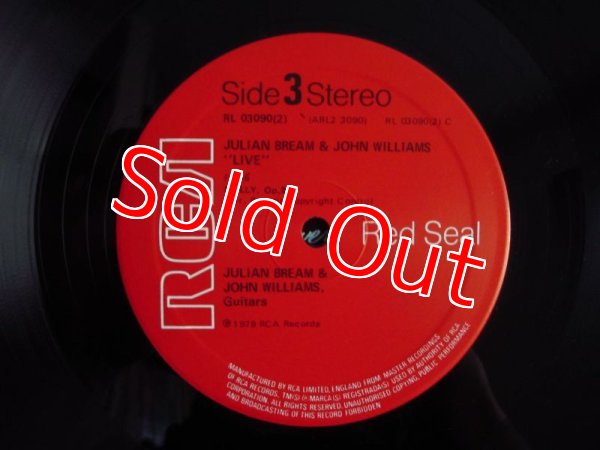 Side 3 Stereo
RL 03090(2) (ARL2 3090) RL 03090(2) C
JULIAN BREAM & JOHN WILLIAMS
"LIVE"
Sold Out
RCA
Red Seal
JULIAN BREAM &
JOHN WILLIAMS.
Guitars
℗ 1978 RCA Records
MANUFACTURED BY RCA LIMITED, ENGLAND FROM MASTER RECORDINGS
OF RCA RECORDS. TM(S) ® MARCA(S) REGISTRADA(S) USED BY AUTHORITY OF RCA
CORPORATION. ALL RIGHTS RESERVED. UNAUTHORISED COPYING, PUBLIC PERFORMANCE
AND BROADCASTING OF THIS RECORD FORBIDDEN